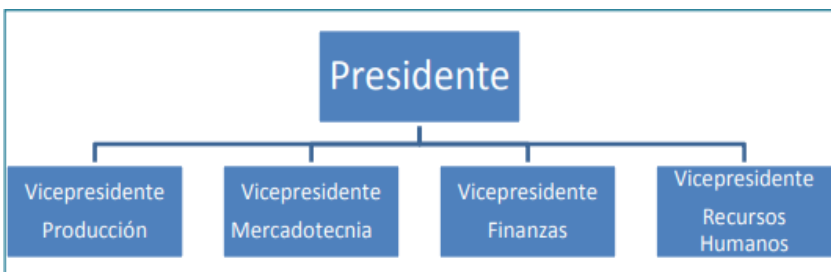 Presidente
Vicepresidente
Producción
Vicepresidente
Mercadotecnia
Vicepresidente
Finanzas
Vicepresidente
Recursos
Humanos